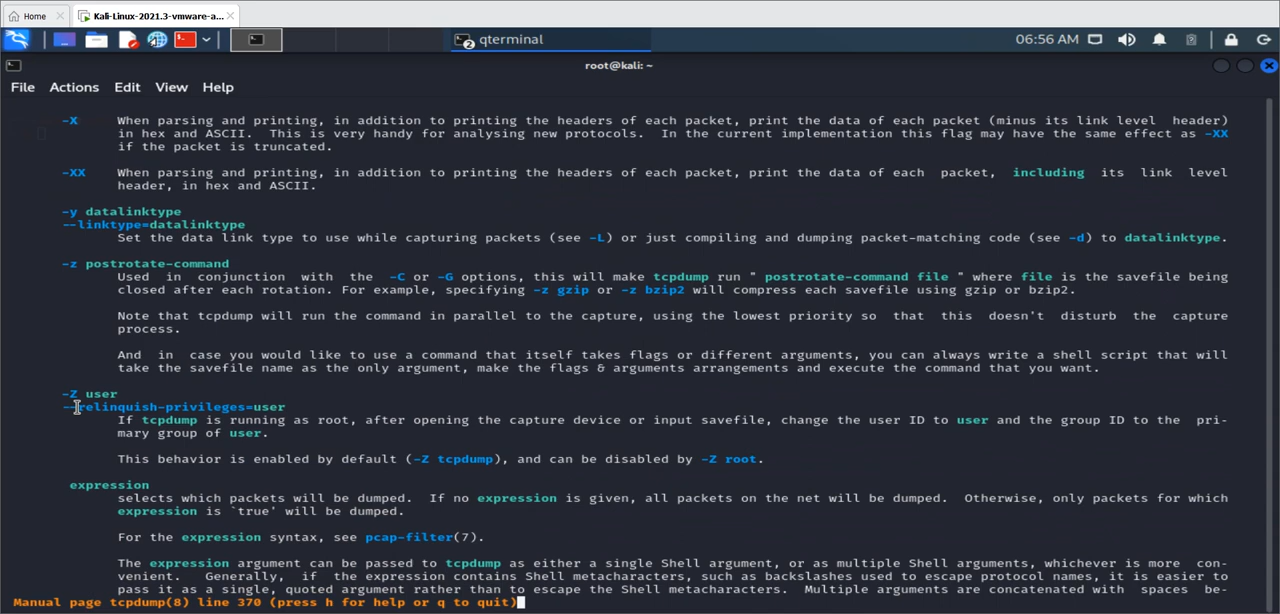 Home
Kali-Linux-2021.3-vmware-a...
qterminal
06:56 AM
root@kali: ~
File Actions Edit View Help
-X When parsing and printing, in addition to printing the headers of each packet, print the data of each packet (minus its link level header)
in hex and ASCII. This is very handy for analysing new protocols. In the current implementation this flag may have the same effect as -XX
if the packet is truncated.
-XX When parsing and printing, in addition to printing the headers of each packet, print the data of each packet, including its link level
header, in hex and ASCII.
-y datalinktype
--linktype=datalinktype
Set the data link type to use while capturing packets (see -L) or just compiling and dumping packet-matching code (see -d) to datalinktype.
-z postrotate-command
Used in conjunction with the -C or -G options, this will make tcpdump run " postrotate-command file " where file is the savefile being
closed after each rotation. For example, specifying -z gzip or -z bzip2 will compress each savefile using gzip or bzip2.
Note that tcpdump will run the command in parallel to the capture, using the lowest priority so that this doesn't disturb the capture
process.
And in case you would like to use a command that itself takes flags or different arguments, you can always write a shell script that will
take the savefile name as the only argument, make the flags & arguments arrangements and execute the command that you want.
-Z user
--relinquish-privileges=user
If tcpdump is running as root, after opening the capture device or input savefile, change the user ID to user and the group ID to the pri-
mary group of user.
This behavior is enabled by default (-Z tcpdump), and can be disabled by -Z root.
expression
selects which packets will be dumped. If no expression is given, all packets on the net will be dumped. Otherwise, only packets for which
expression is `true' will be dumped.
For the expression syntax, see pcap-filter(7).
The expression argument can be passed to tcpdump as either a single Shell argument, or as multiple Shell arguments, whichever is more con-
venient. Generally, if the expression contains Shell metacharacters, such as backslashes used to escape protocol names, it is easier to
pass it as a single, quoted argument rather than to escape the Shell metacharacters. Multiple arguments are concatenated with spaces be-
Manual page tcpdump(8) line 370 (press h for help or q to quit)